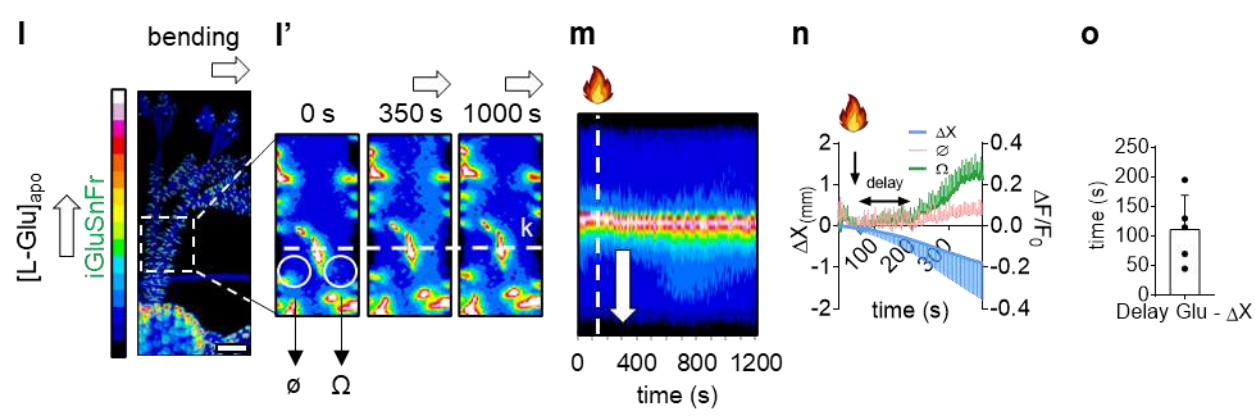 l
bending
[L-Glu]apo
iGluSnFr
l’
0 s
350 s
1000 s
k
ø
Ω
m
0
400
800
1200
time (s)
n
ΔX
Ø
Ω
delay
ΔX(mm)
2
1
0
-1
-2
100
200
300
time (s)
0.4
0.2
0.0
-0.2
-0.4
ΔF/F0
o
time (s)
250
200
150
100
50
0
Delay Glu - ΔX